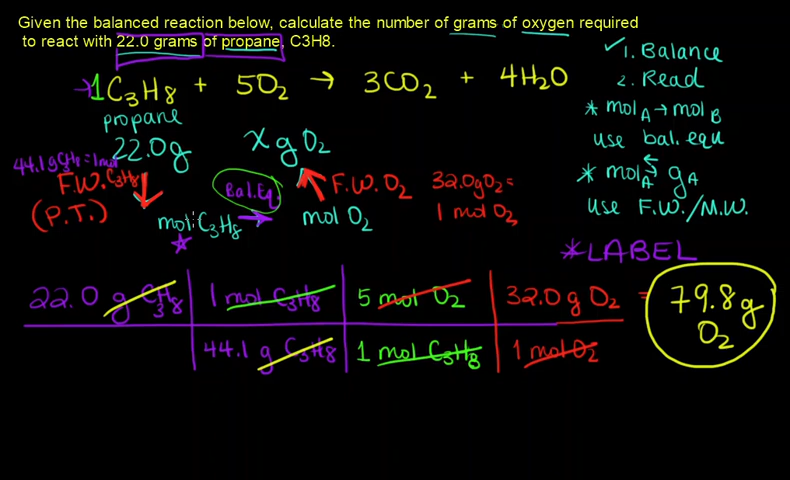 Given the balanced reaction below, calculate the number of grams of oxygen required
to react with 22.0 grams of propane, C3H8.
✓1. Balance
1C3H8 + 5O2 → 3CO2 + 4H2O
2. Read
propane
* molA → molB
22.0g
x g O2
use bal. equ
44.1g C3H8 = 1mol
F.W. C3H8
Bal. Eq.
F.W. O2
32.0g O2 =
* molA ↔ gA
(P.T.)
1 mol O2
use F.W./M.W.
mol C3H8 → mol O2
*
*LABEL
22.0 g C3H8
1 mol C3H8
5 mol O2
32.0 g O2
= 79.8 g
O2
44.1 g C3H8
1 mol C3H8
1 mol O2